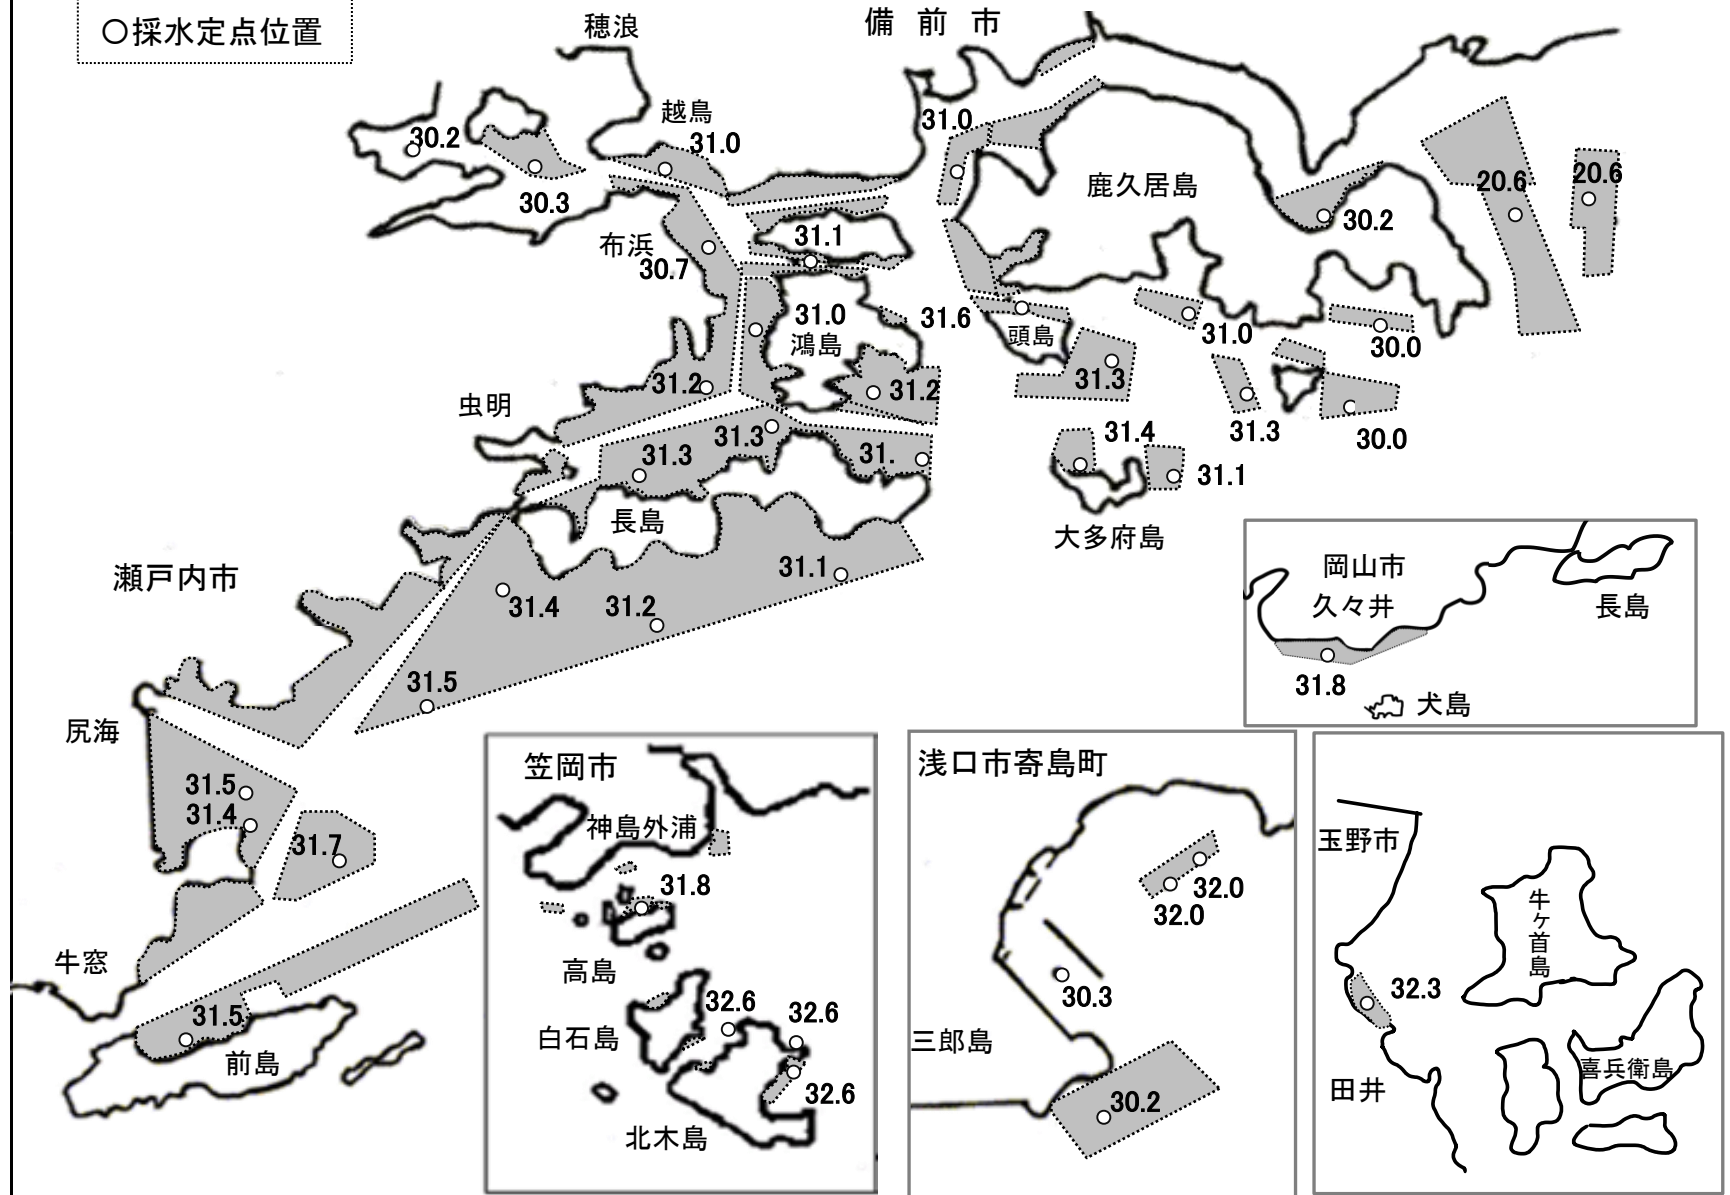 ○採水定点位置
穂浪
備 前 市
越島
30.2
31.0
31.0
30.3
鹿久居島
20.6
20.6
30.2
布浜
31.1
30.7
31.0
鴻島
31.6
頭島
31.0
30.0
31.2
31.2
31.3
虫明
31.3
31.3
31.
31.4
31.3
30.0
31.1
長島
大多府島
瀬戸内市
31.1
31.4
31.2
31.5
岡山市
久々井
長島
31.8
犬島
尻海
31.5
31.4
31.7
牛窓
31.5
前島
笠岡市
神島外浦
31.8
高島
白石島
32.6
32.6
32.6
北木島
浅口市寄島町
32.0
32.0
30.3
三郎島
30.2
玉野市
牛ヶ首島
32.3
喜兵衛島
田井